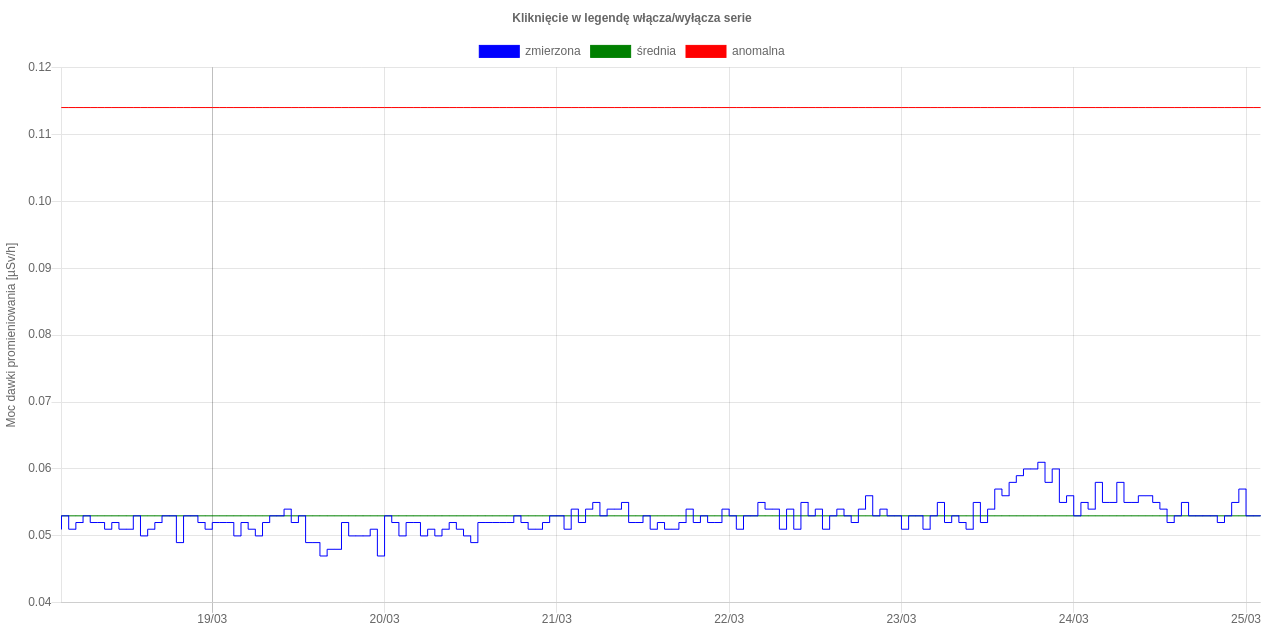 Kliknięcie w legendę włącza/wyłącza serie
zmierzona średnia anomalna
Moc dawki promieniowania [µSv/h]
0.12
0.11
0.10
0.09
0.08
0.07
0.06
0.05
0.04
19/03 20/03 21/03 22/03 23/03 24/03 25/03